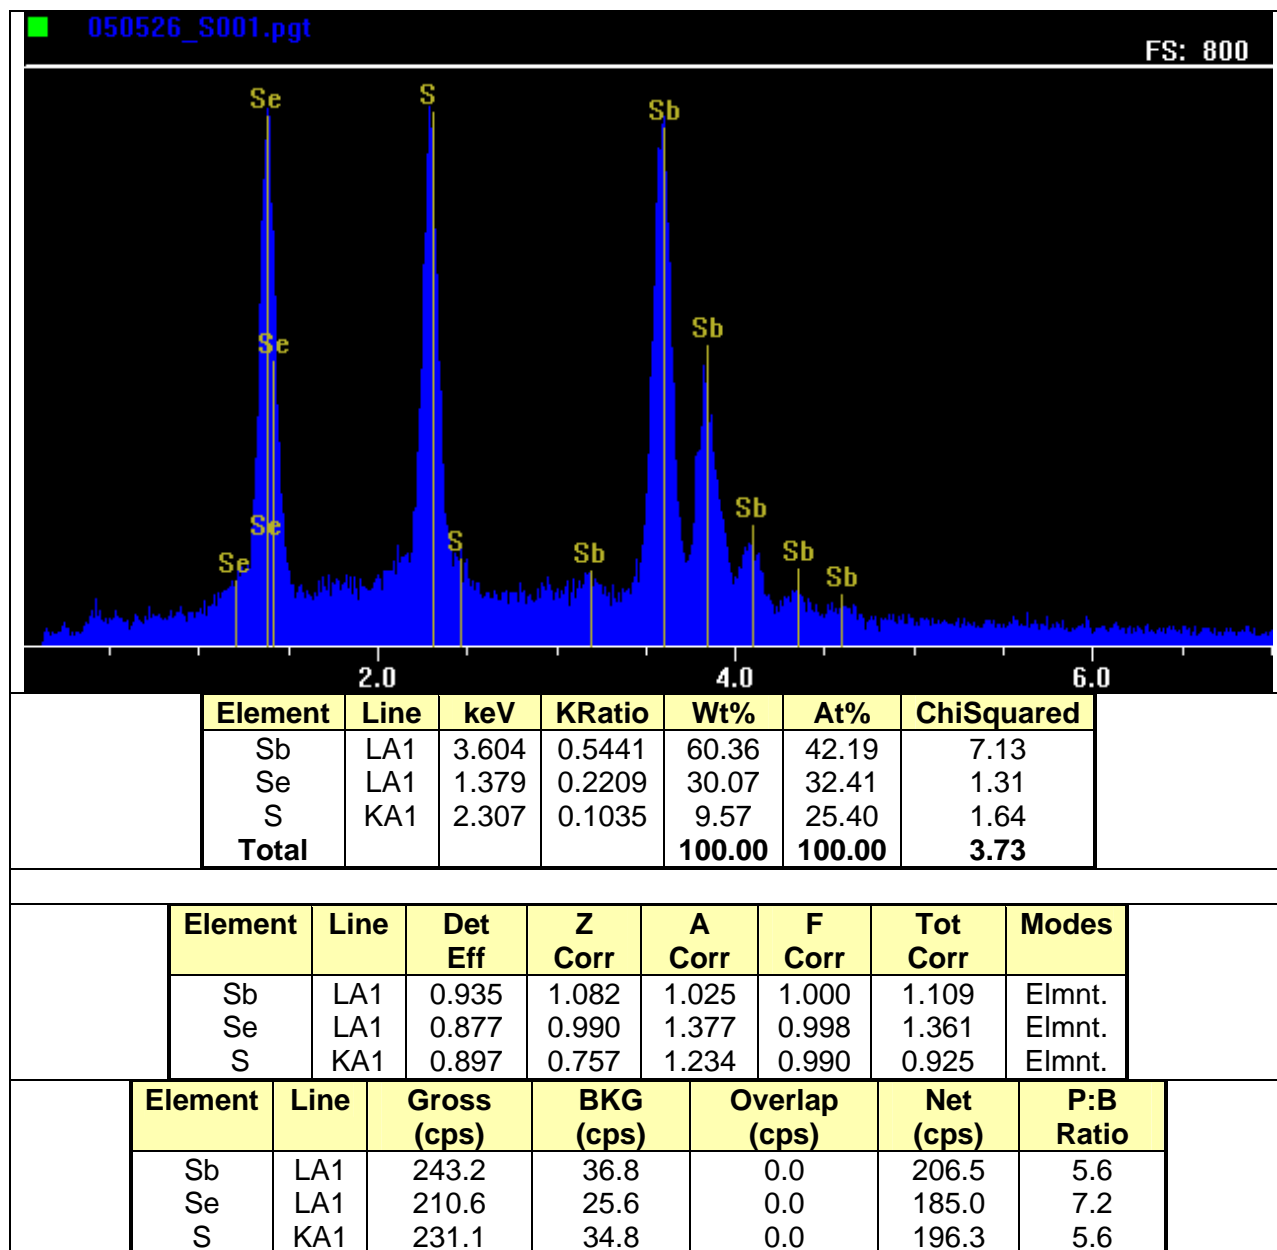 050526_S001.pgt
FS: 800
Se S Sb
Se Sb
Se S Sb
Se Sb Sb Sb
2.0 4.0 6.0
Element Line keV KRatio Wt% At% ChiSquared
Sb LA1 3.604 0.5441 60.36 42.19 7.13
Se LA1 1.379 0.2209 30.07 32.41 1.31
S KA1 2.307 0.1035 9.57 25.40 1.64
Total 100.00 100.00 3.73
Element Line Det Eff Z Corr A Corr F Corr Tot Corr Modes
Sb LA1 0.935 1.082 1.025 1.000 1.109 Elmnt.
Se LA1 0.877 0.990 1.377 0.998 1.361 Elmnt.
S KA1 0.897 0.757 1.234 0.990 0.925 Elmnt.
Element Line Gross (cps) BKG (cps) Overlap (cps) Net (cps) P:B Ratio
Sb LA1 243.2 36.8 0.0 206.5 5.6
Se LA1 210.6 25.6 0.0 185.0 7.2
S KA1 231.1 34.8 0.0 196.3 5.6